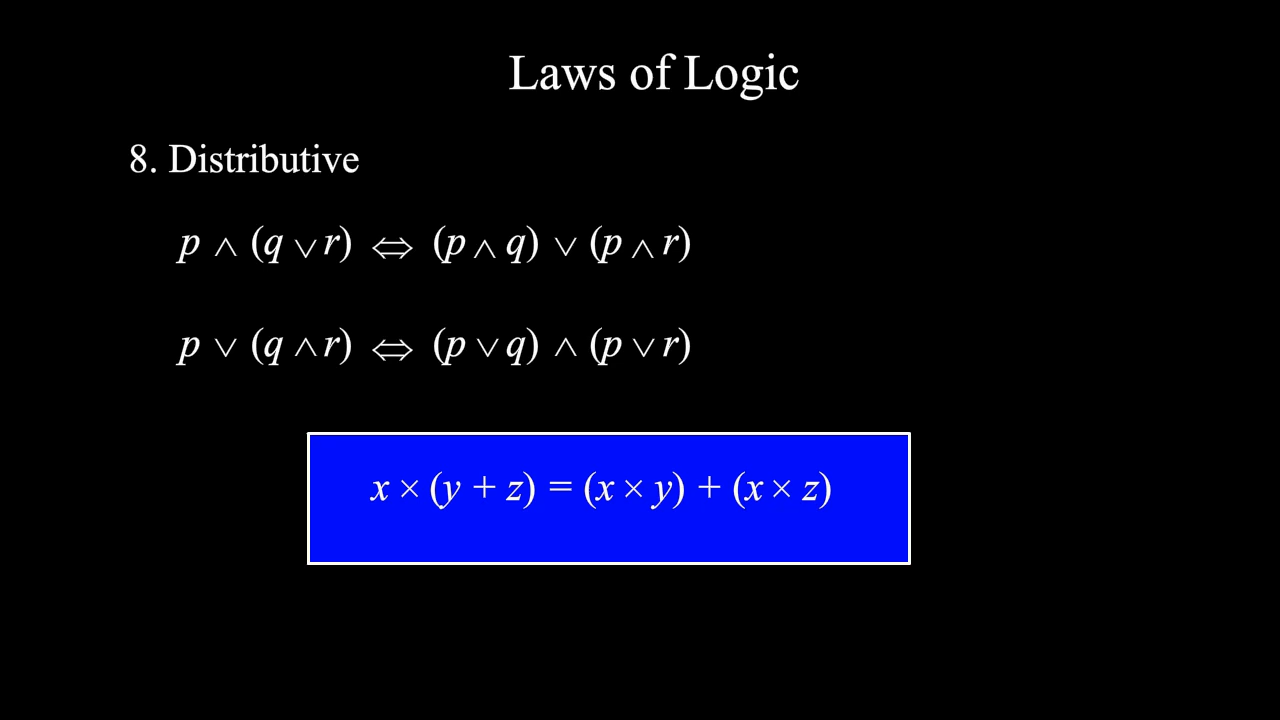 Laws of Logic
8. Distributive
p ∧ (q ∨ r) ⇔ (p ∧ q) ∨ (p ∧ r)
p ∨ (q ∧ r) ⇔ (p ∨ q) ∧ (p ∨ r)
x × (y + z) = (x × y) + (x × z)